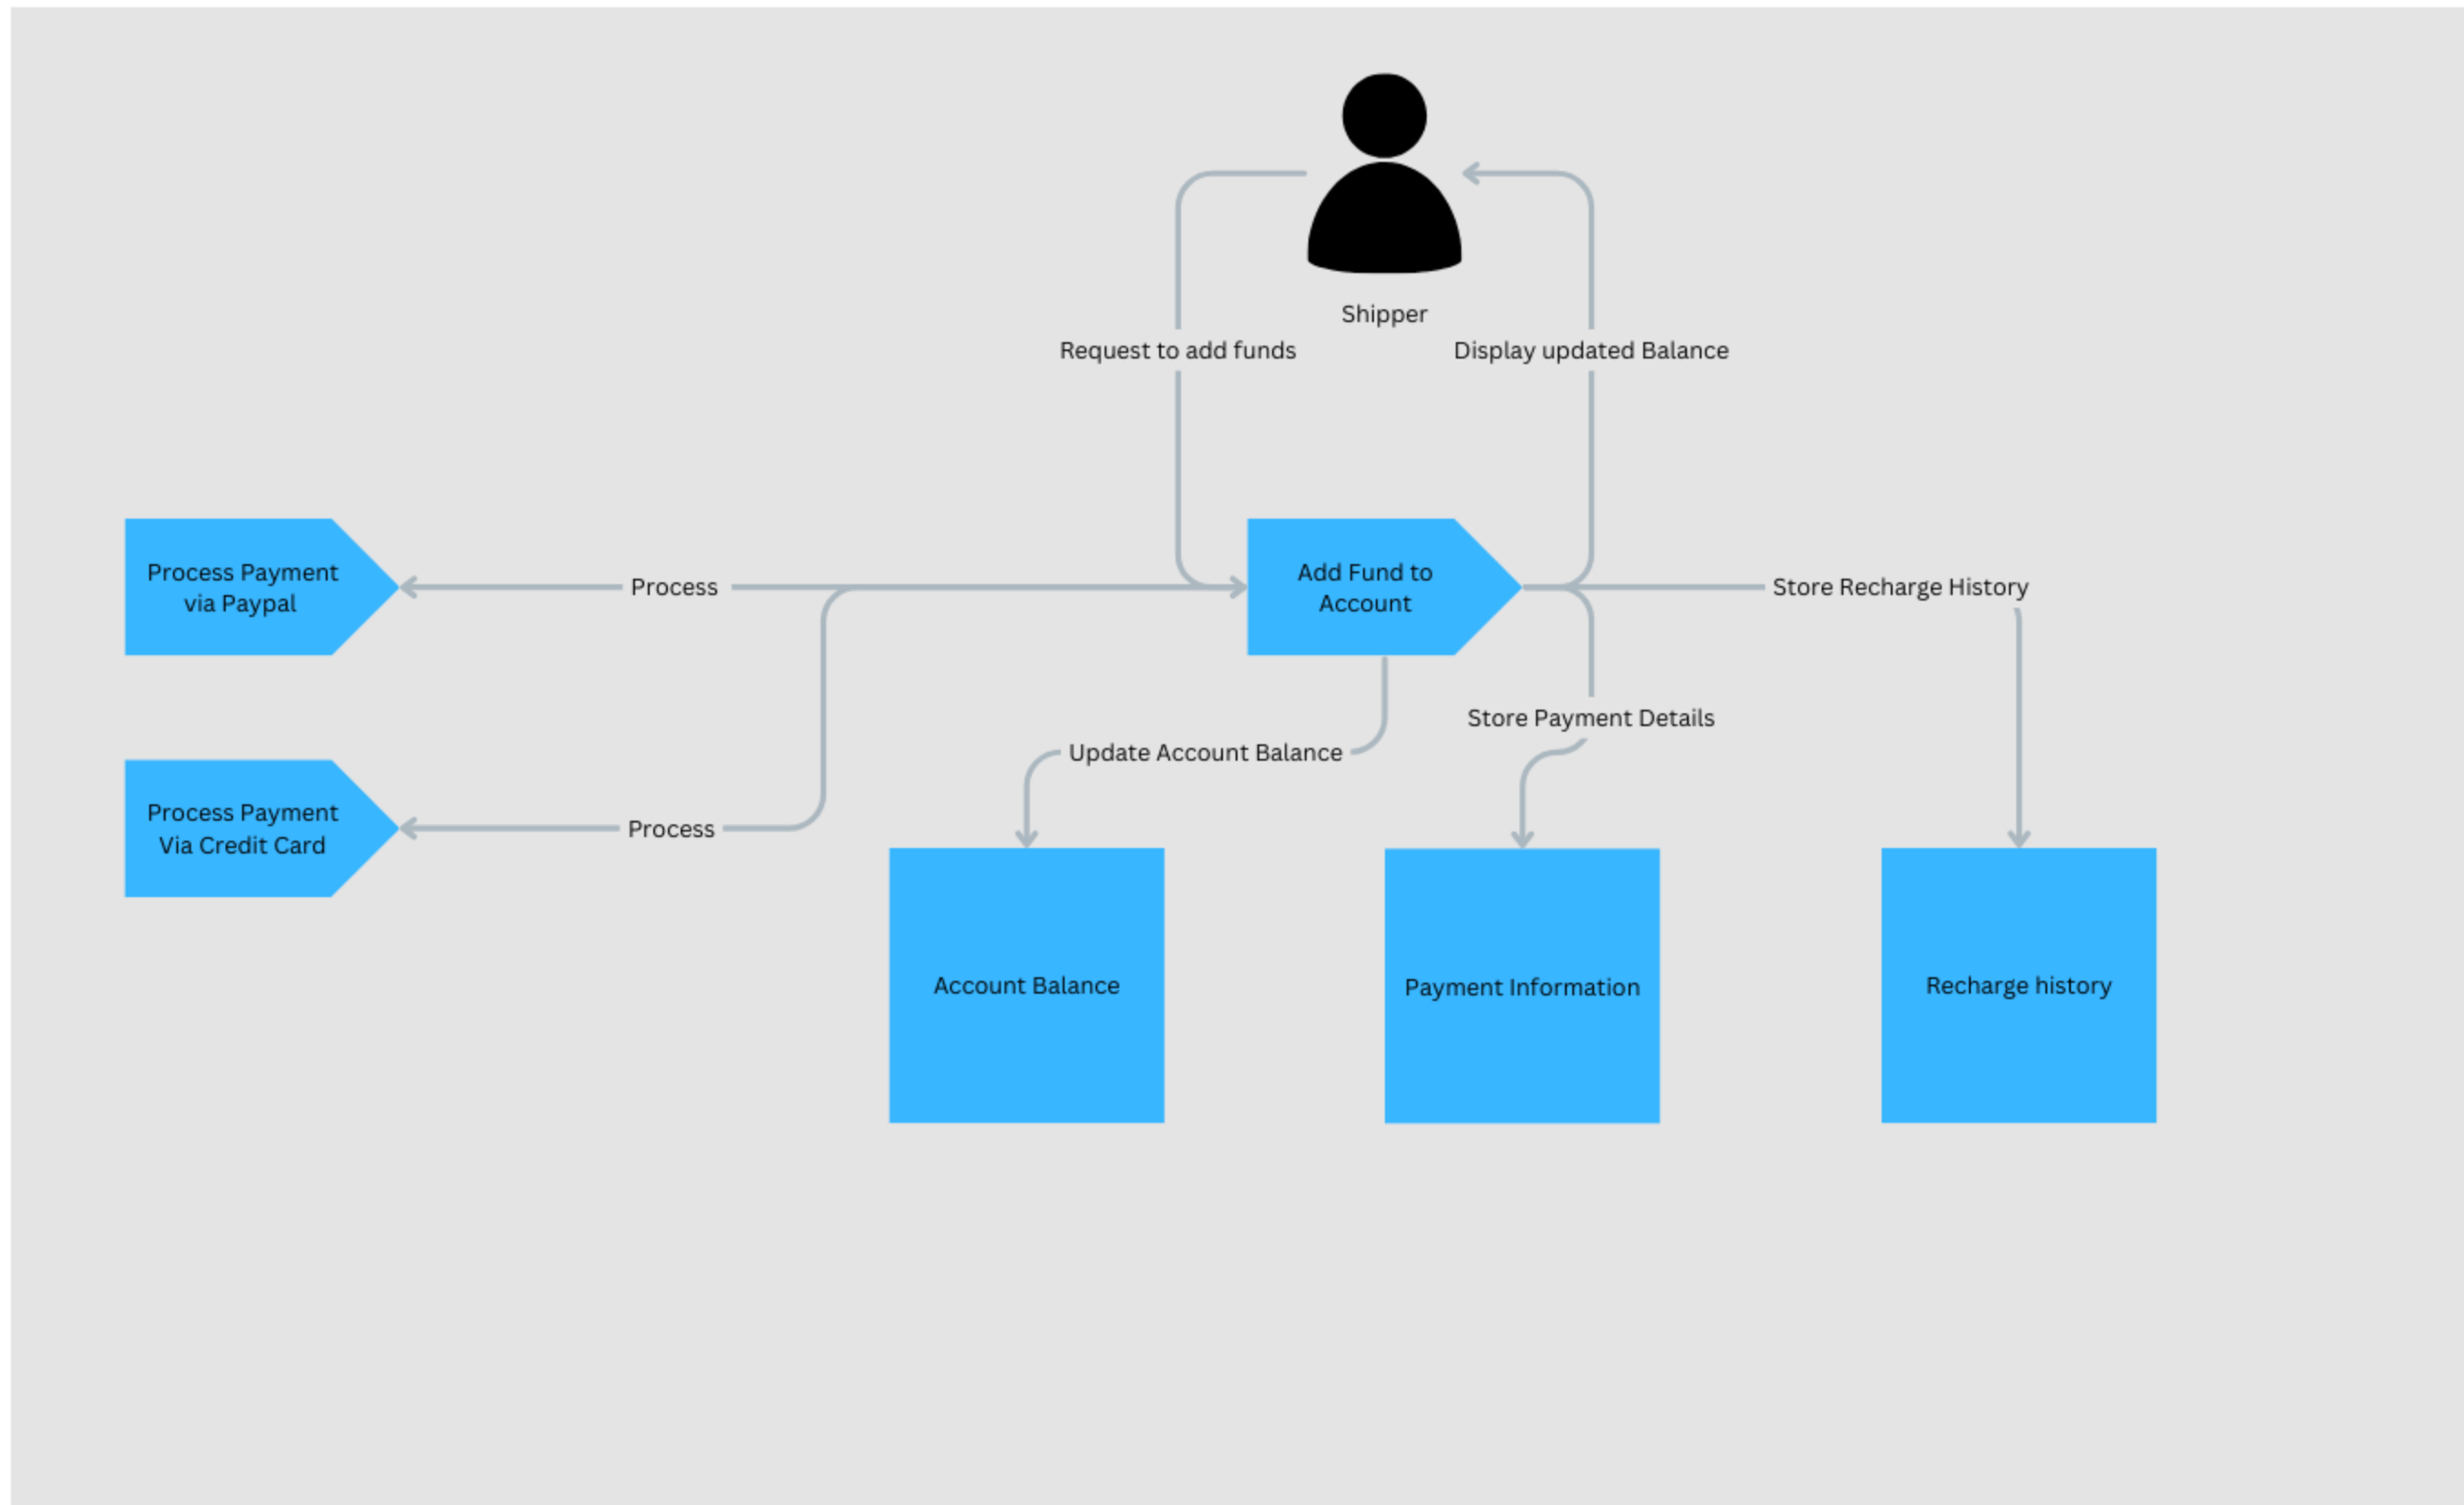 Shipper
Request to add funds
Display updated Balance
Process Payment
via Paypal
Process
Add Fund to
Account
Store Recharge History
Store Payment Details
Update Account Balance
Process Payment
Via Credit Card
Process
Account Balance
Payment Information
Recharge history